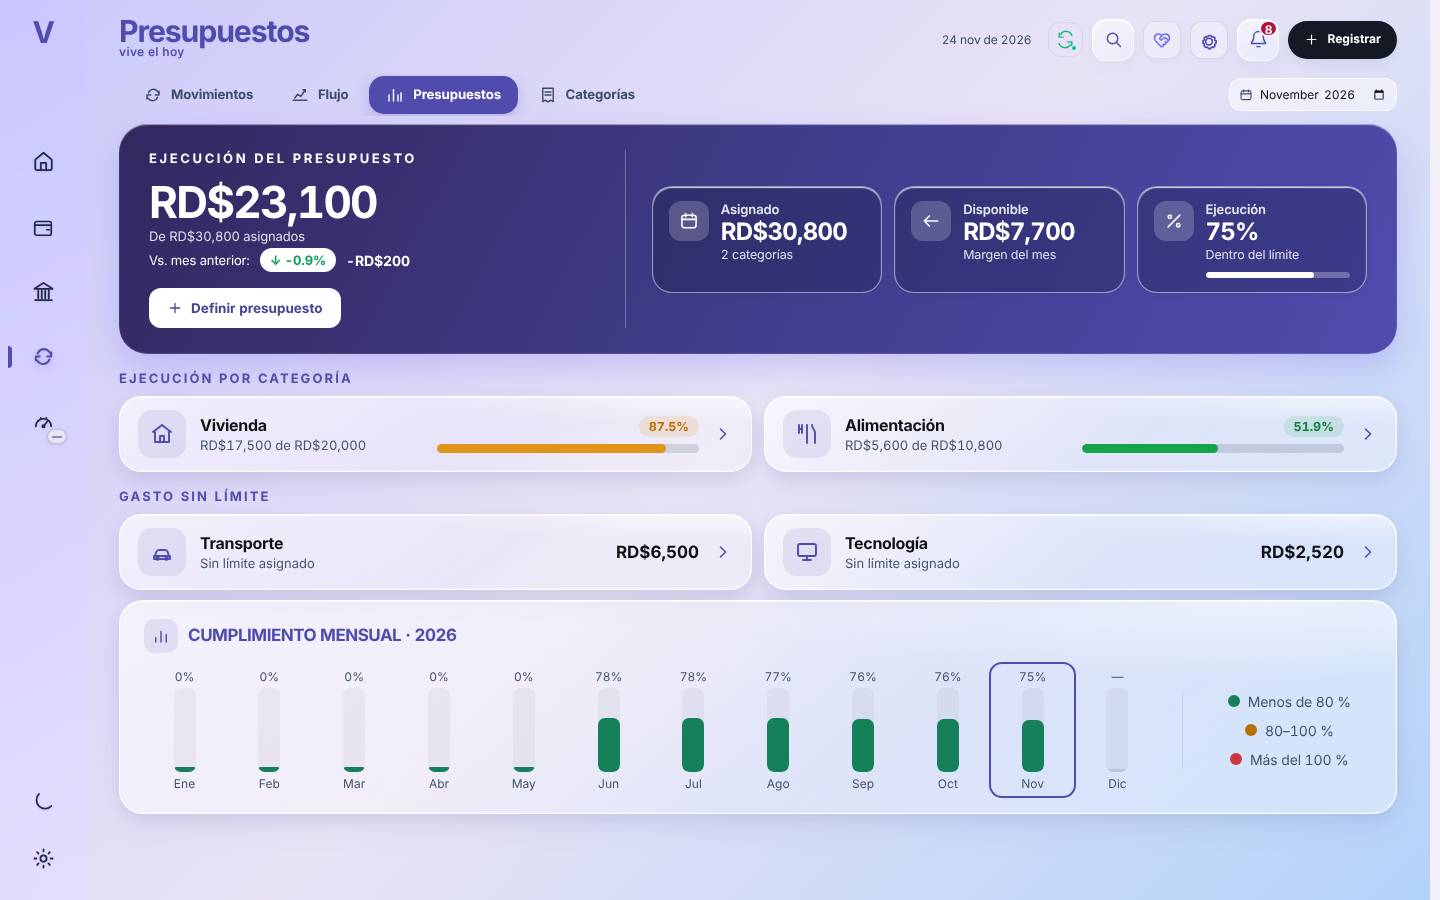 V
Presupuestos
vive el hoy
24 nov de 2026
8
Registrar
Movimientos
Flujo
Presupuestos
Categorías
November 2026
EJECUCIÓN DEL PRESUPUESTO
RD$23,100
De RD$30,800 asignados
Vs. mes anterior: ↓ -0.9% -RD$200
+ Definir presupuesto
Asignado
RD$30,800
2 categorías
Disponible
RD$7,700
Margen del mes
Ejecución
75%
Dentro del límite
EJECUCIÓN POR CATEGORÍA
Vivienda
RD$17,500 de RD$20,000
87.5%
Alimentación
RD$5,600 de RD$10,800
51.9%
GASTO SIN LÍMITE
Transporte
Sin límite asignado
RD$6,500
Tecnología
Sin límite asignado
RD$2,520
CUMPLIMIENTO MENSUAL · 2026
0% 0% 0% 0% 0% 78% 78% 77% 76% 76% 75% —
Ene Feb Mar Abr May Jun Jul Ago Sep Oct Nov Dic
Menos de 80 %
80–100 %
Más del 100 %